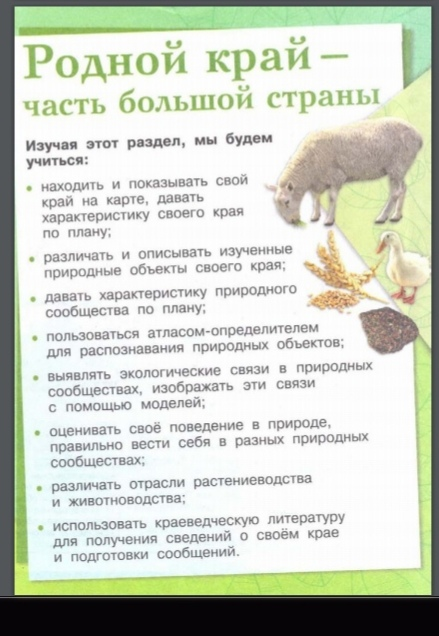 Родной край –
часть большой страны
Изучая этот раздел, мы будем
учиться:
• находить и показывать свой
край на карте, давать
характеристику своего края
по плану;
• различать и описывать изученные
природные объекты своего края;
• давать характеристику природного
сообщества по плану;
• пользоваться атласом-определителем
для распознавания природных объектов;
• выявлять экологические связи в природных
сообществах, изображать эти связи
с помощью моделей;
• оценивать своё поведение в природе,
правильно вести себя в разных природных
сообществах;
• различать отрасли растениеводства
и животноводства;
• использовать краеведческую литературу
для получения сведений о своём крае
и подготовки сообщений.